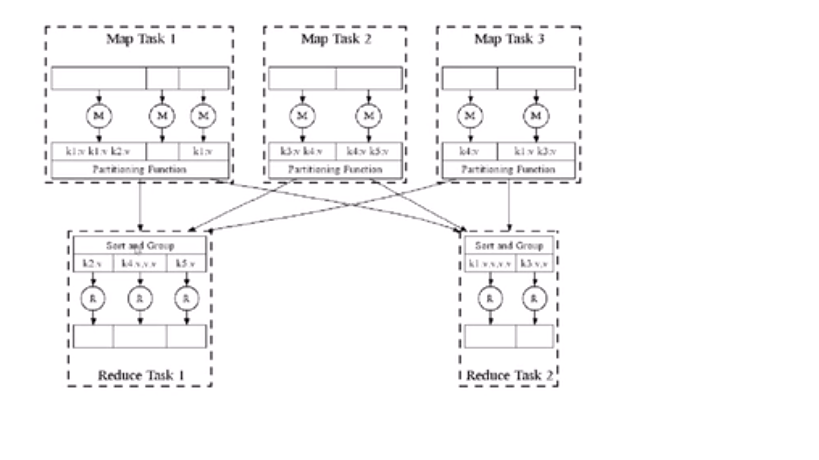 Map Task 1
Map Task 2
Map Task 3
M
M
M
M
M
M
M
k1:v k1:v k2:v
k1:v
k3:v k4:v
k4:v k5:v
k4:v
k1:v k3:v
Partitioning Function
Partitioning Function
Partitioning Function
Sort and Group
Sort and Group
k2:v
k4:v,v,v
k5:v
k1:v,v,v,v
k3:v,v
R
R
R
R
R
Reduce Task 1
Reduce Task 2